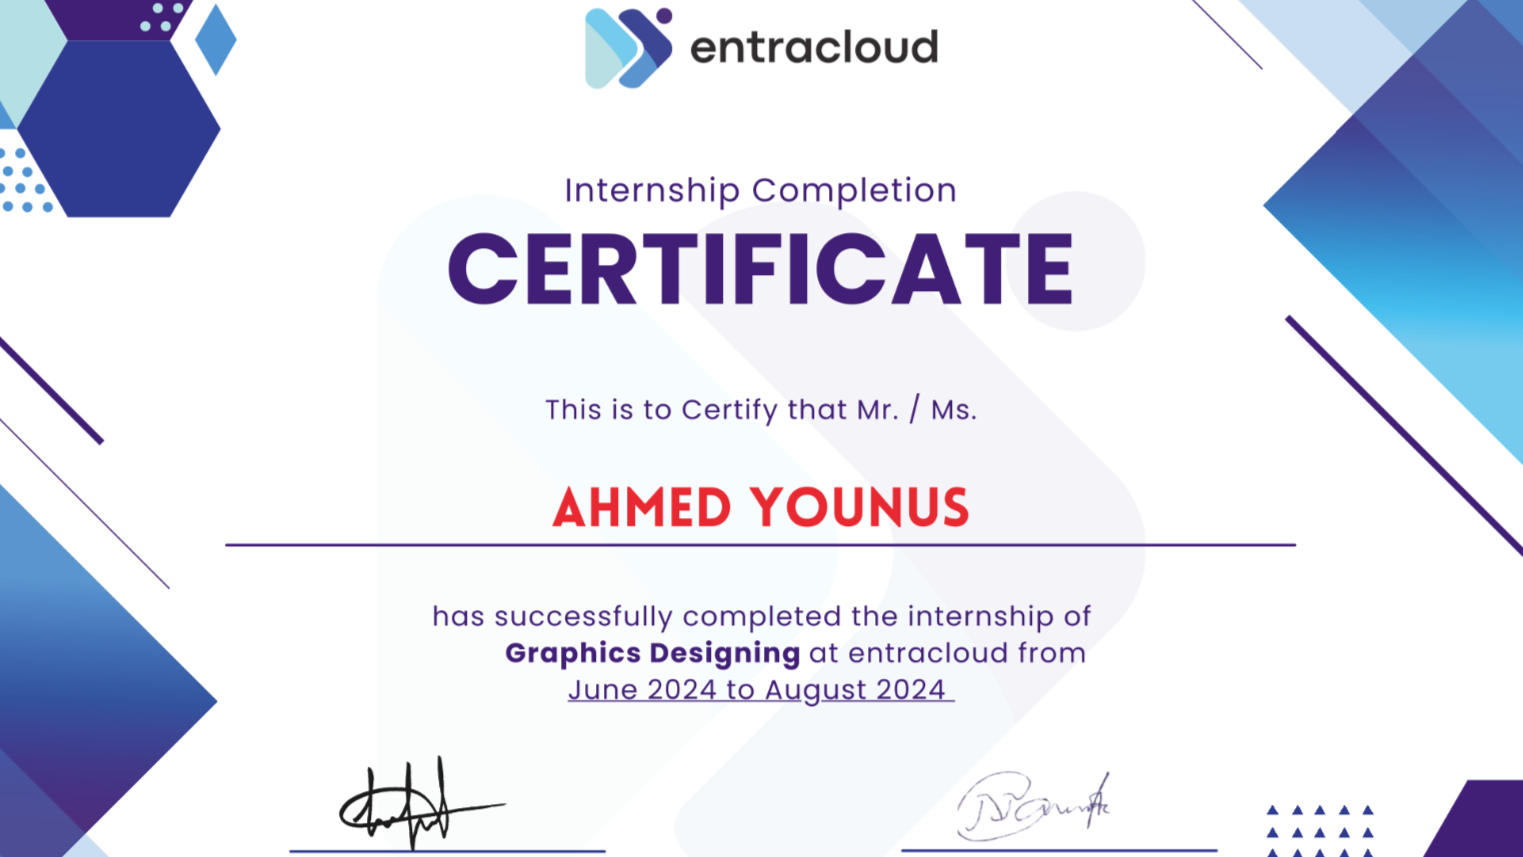 entracloud
Internship Completion
CERTIFICATE
This is to Certify that Mr. / Ms.
AHMED YOUNUS
has successfully completed the internship of
Graphics Designing at entracloud from
June 2024 to August 2024